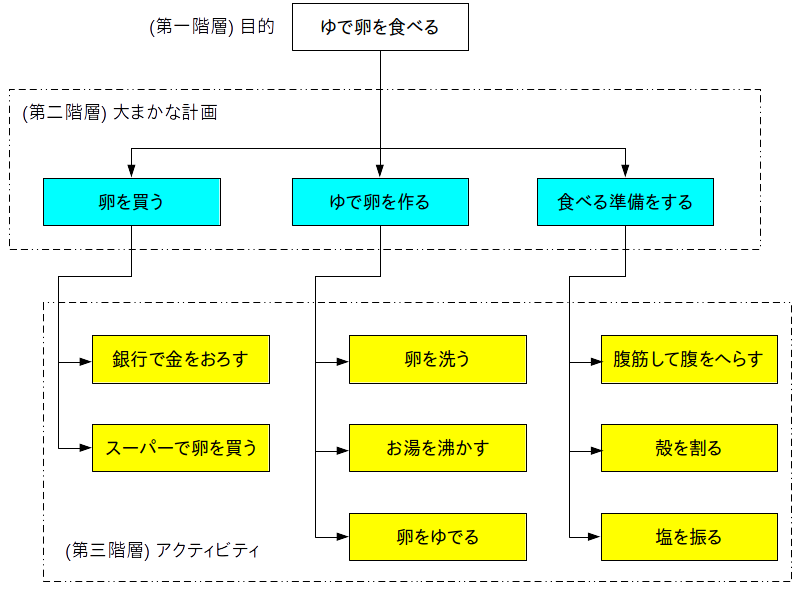 (第一階層) 目的
ゆで卵を食べる
(第二階層) 大まかな計画
卵を買う
ゆで卵を作る
食べる準備をする
銀行で金をおろす
卵を洗う
腹筋して腹をへらす
スーパーで卵を買う
お湯を沸かす
殻を割る
(第三階層) アクティビティ
卵をゆでる
塩を振る